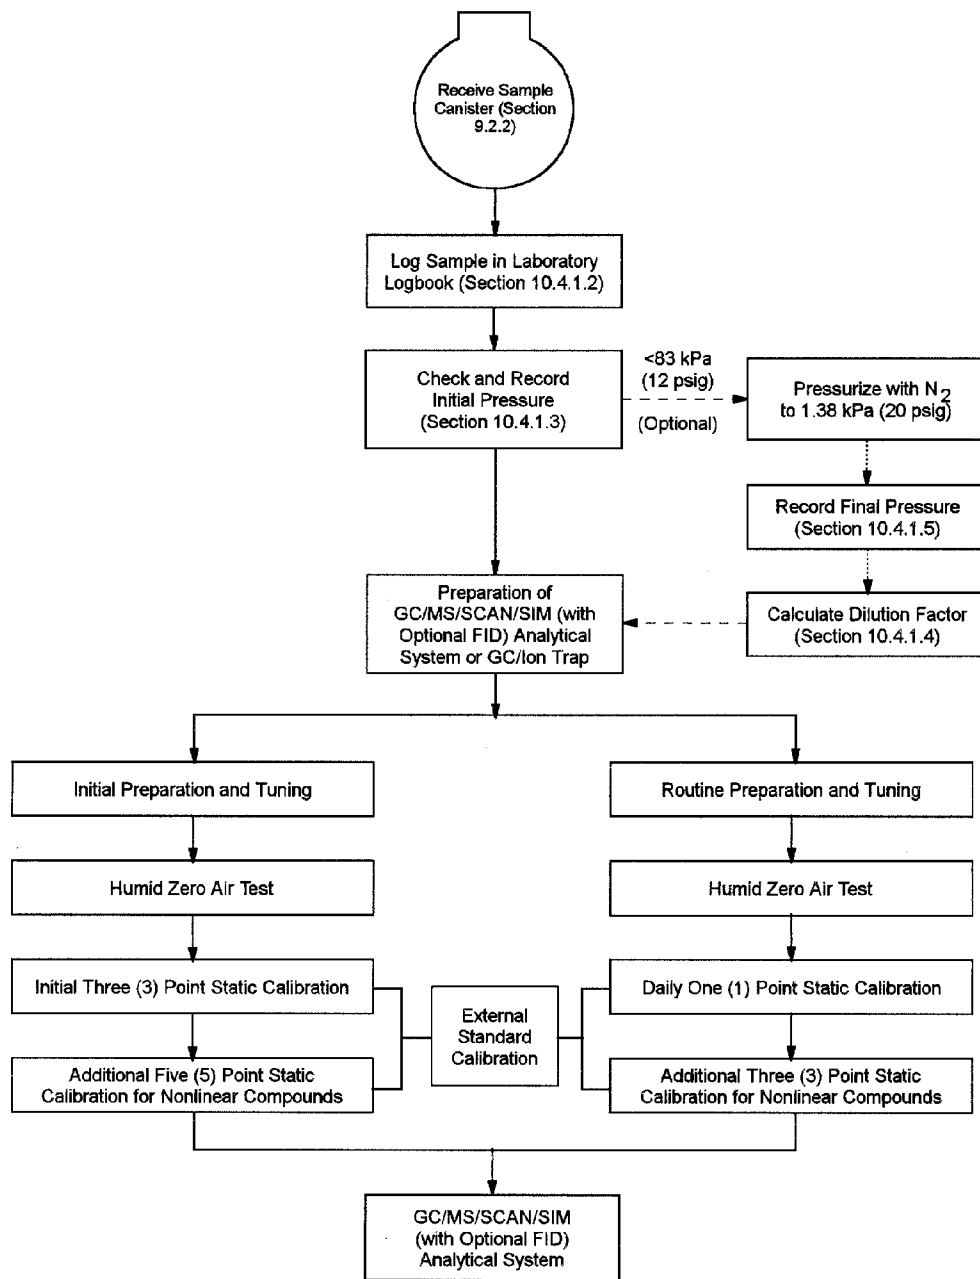 Receive Sample
Canister (Section
9.2.2)
Log Sample in Laboratory
Logbook (Section 10.4.1.2)
Check and Record
Initial Pressure
(Section 10.4.1.3)
<83 kPa
(12 psig)
(Optional)
Pressurize with N2
to 1.38 kPa (20 psig)
Record Final Pressure
(Section 10.4.1.5)
Calculate Dilution Factor
(Section 10.4.1.4)
Preparation of
GC/MS/SCAN/SIM (with
Optional FID) Analytical
System or GC/Ion Trap
Initial Preparation and Tuning
Humid Zero Air Test
Initial Three (3) Point Static Calibration
Additional Five (5) Point Static
Calibration for Nonlinear Compounds
External
Standard
Calibration
Routine Preparation and Tuning
Humid Zero Air Test
Daily One (1) Point Static Calibration
Additional Three (3) Point Static
Calibration for Nonlinear Compounds
GC/MS/SCAN/SIM
(with Optional FID)
Analytical System